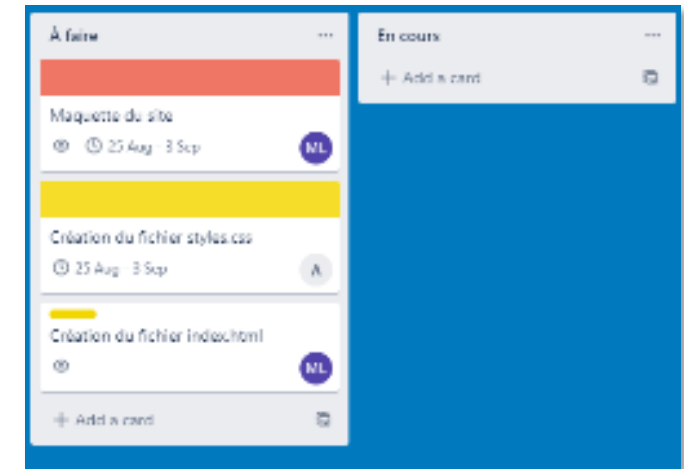 À faire
Maquette du site
25 Aug - 3 Sep
ML
Création du fichier styles.css
25 Aug - 3 Sep
A
Création du fichier index.html
ML
+ Add a card
En cours
+ Add a card